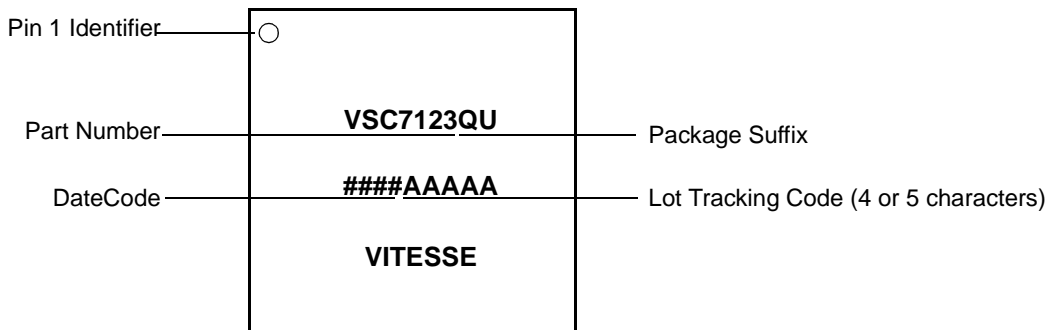 Pin 1 Identifier
VSC7123QU
Part Number
Package Suffix
####AAAAA
DateCode
Lot Tracking Code (4 or 5 characters)
VITESSE